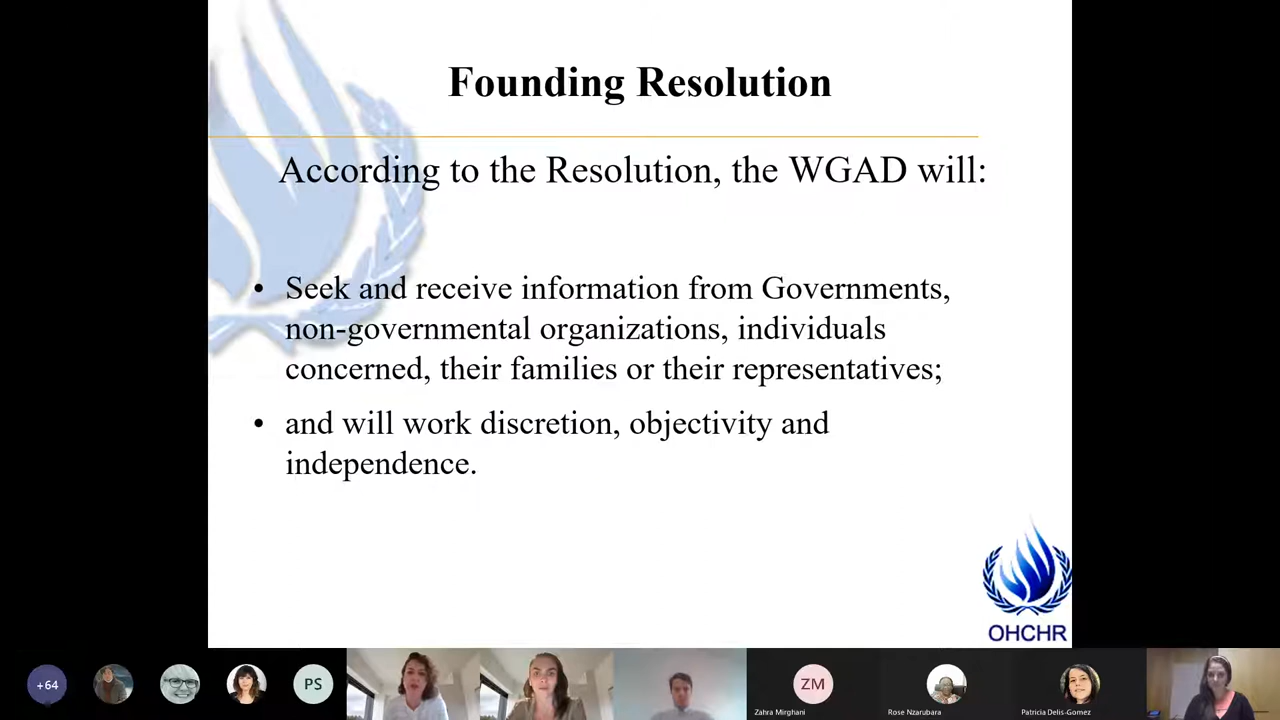 Founding Resolution
According to the Resolution, the WGAD will:
• Seek and receive information from Governments,
non-governmental organizations, individuals
concerned, their families or their representatives;
• and will work discretion, objectivity and
independence.
OHCHR
+64
PS
ZM
Zahra Mirghani
Rose Nzarubara
Patricia Delis-Gomez